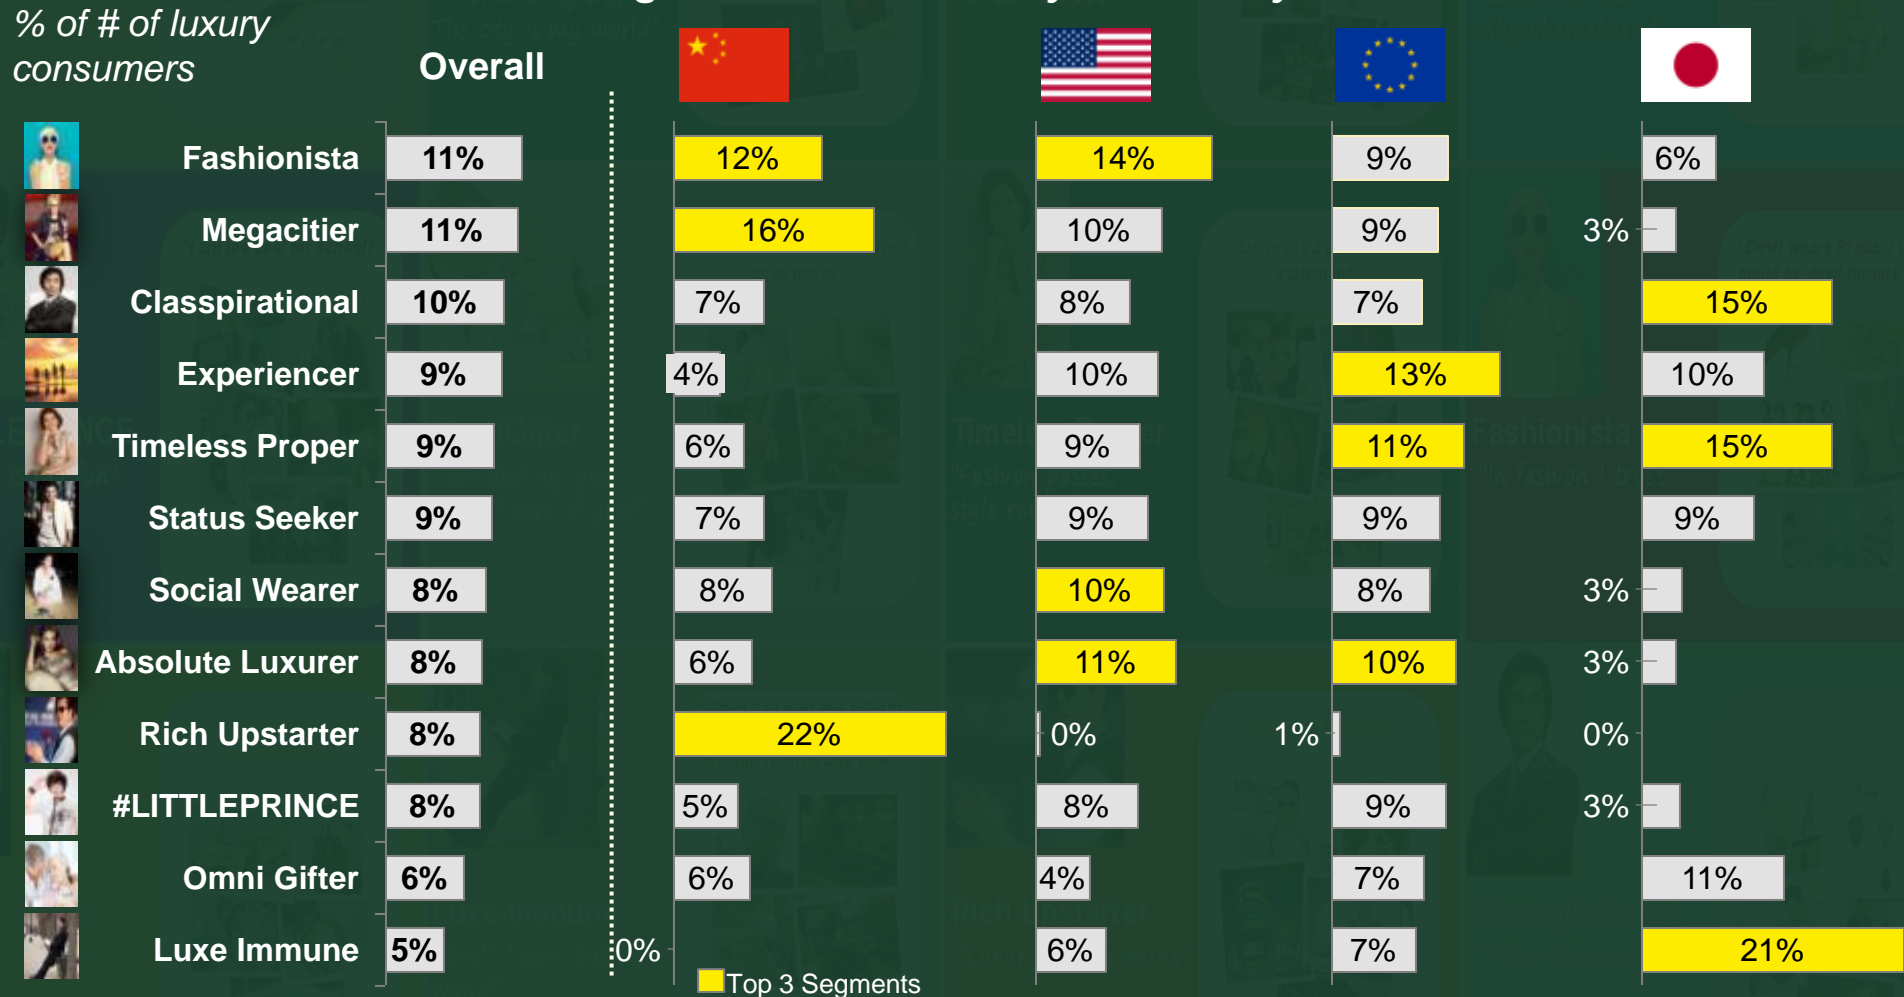 % of # of luxury
consumers
Overall
Fashionista 11% 12% 14% 9% 6%
Megacitier 11% 16% 10% 9% 3%
Classpirational 10% 7% 8% 7% 15%
Experiencer 9% 4% 10% 13% 10%
Timeless Proper 9% 6% 9% 11% 15%
Status Seeker 9% 7% 9% 9% 9%
Social Wearer 8% 8% 10% 8% 3%
Absolute Luxurer 8% 6% 11% 10% 3%
Rich Upstarter 8% 22% 0% 1% 0%
#LITTLEPRINCE 8% 5% 8% 9% 3%
Omni Gifter 6% 6% 4% 7% 11%
Luxe Immune 5% 0% 6% 7% 21%
Top 3 Segments